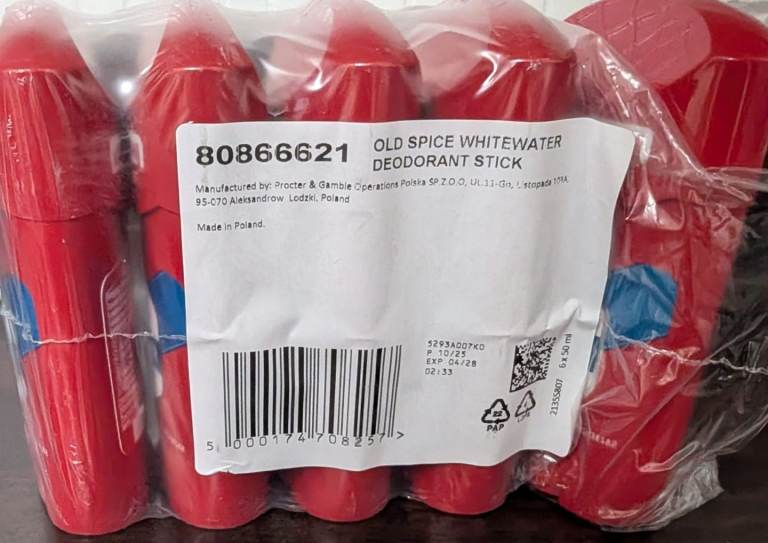 80866621
OLD SPICE WHITEWATER
DEODORANT STICK
Manufactured by: Procter & Gamble Operations Polska SP.Z.O.O, UL.11-Go, Listopada
95-070 Aleksandrow Lodzki, Poland
Made in Poland.
5293A007K0
P 10/25
EXP 04/28
02:33
22
PAP
21355807 6 x 50 ml
5 000174 708257 >